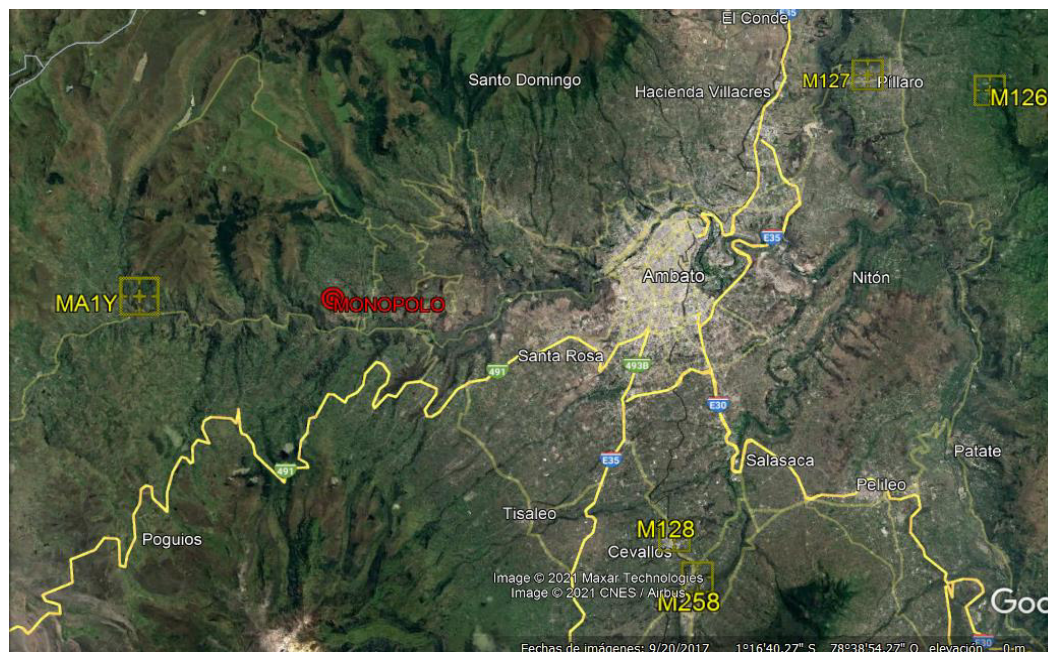 El Conde
E35
Santo Domingo
Hacienda Villacres
M127
Píllaro
M126
E35
Ambato
Nitón
MA1Y
MONOPOLO
Santa Rosa
491
493B
E30
491
E35
Salasaca
Patate
Pelileo
Tisaleo
Poguios
M128
Cevallos
Image © 2021 Maxar Technologies
Image © 2021 CNES / Airbus
M258
Goo
E30
Fechas de imágenes: 9/20/2017 1°16'40.27" S 78°38'54.27" O elevación 0 m